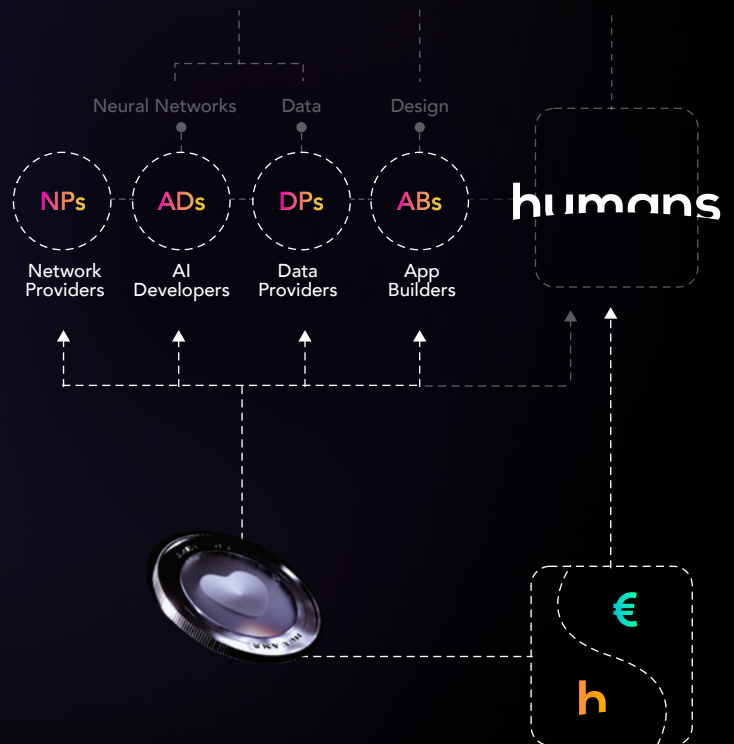 Neural Networks
Data
Design
NPs
ADs
DPs
ABs
humans
Network
Providers
AI
Developers
Data
Providers
App
Builders
€
h